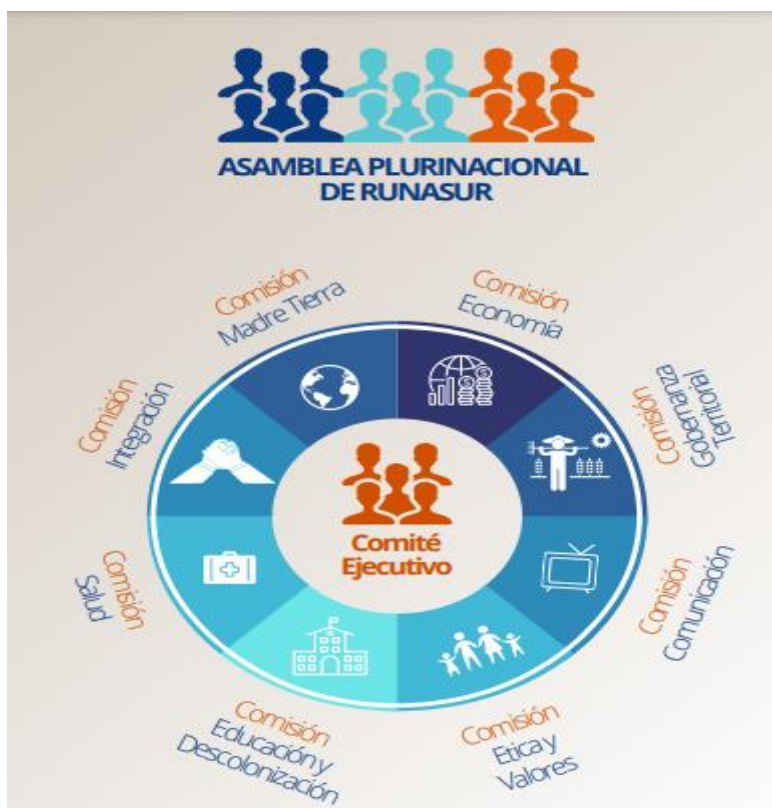 ASAMBLEA PLURINACIONAL
DE RUNASUR
Comisión
Madre Tierra
Comisión
Economía
Comisión
Gobernanza
Territorial
Comisión
Comunicación
Comisión
Etica y
Valores
Comisión
Educación y
Descolonización
Comisión
Salud
Comisión
Integración
Comité
Ejecutivo